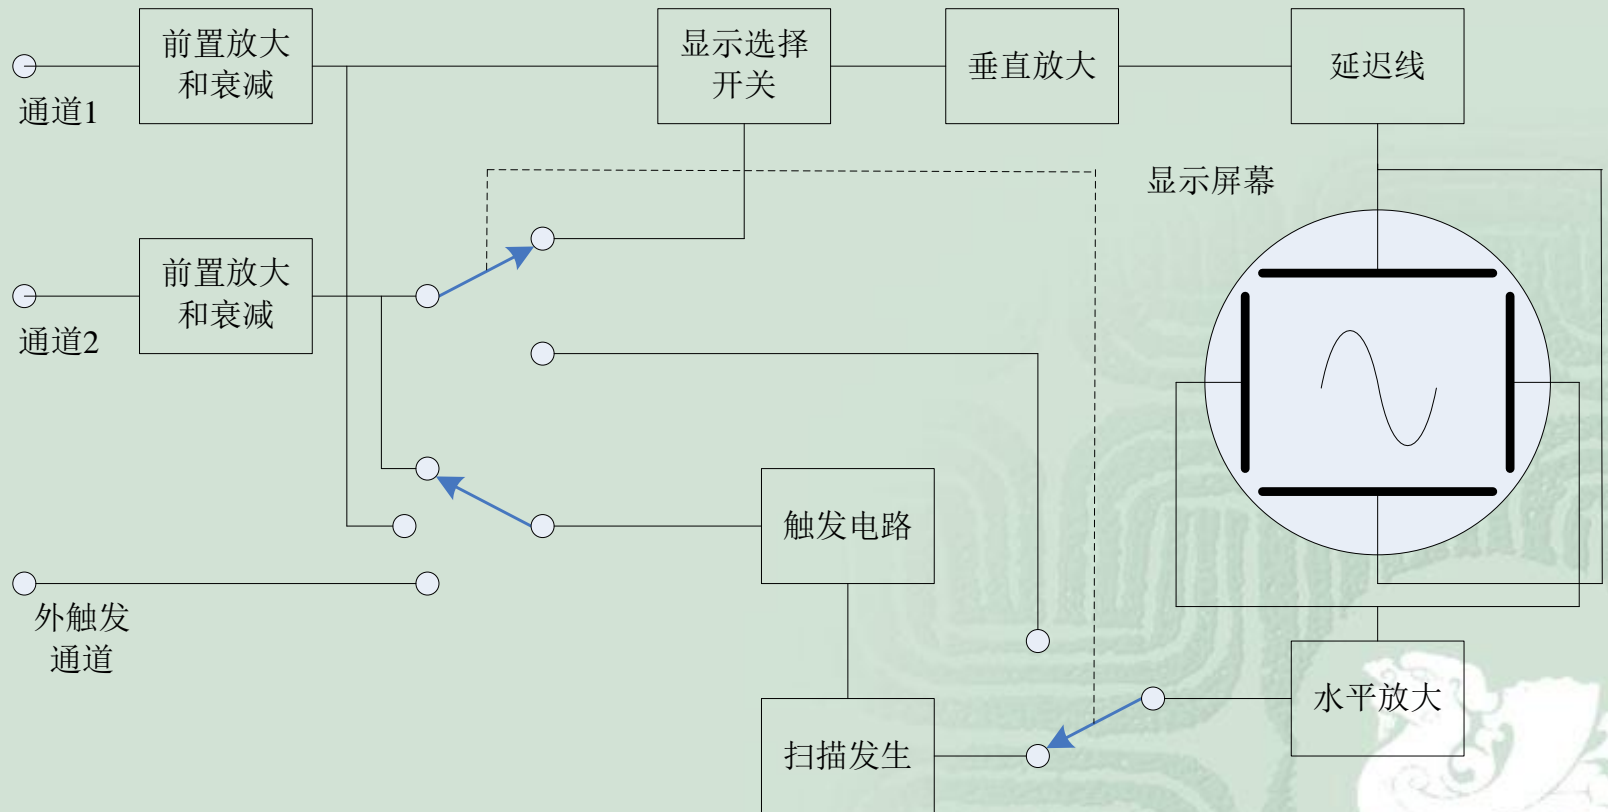 前置放大
和衰减
显示选择
开关
垂直放大
延迟线
通道1
显示屏幕
前置放大
和衰减
通道2
触发电路
外触发
通道
水平放大
扫描发生